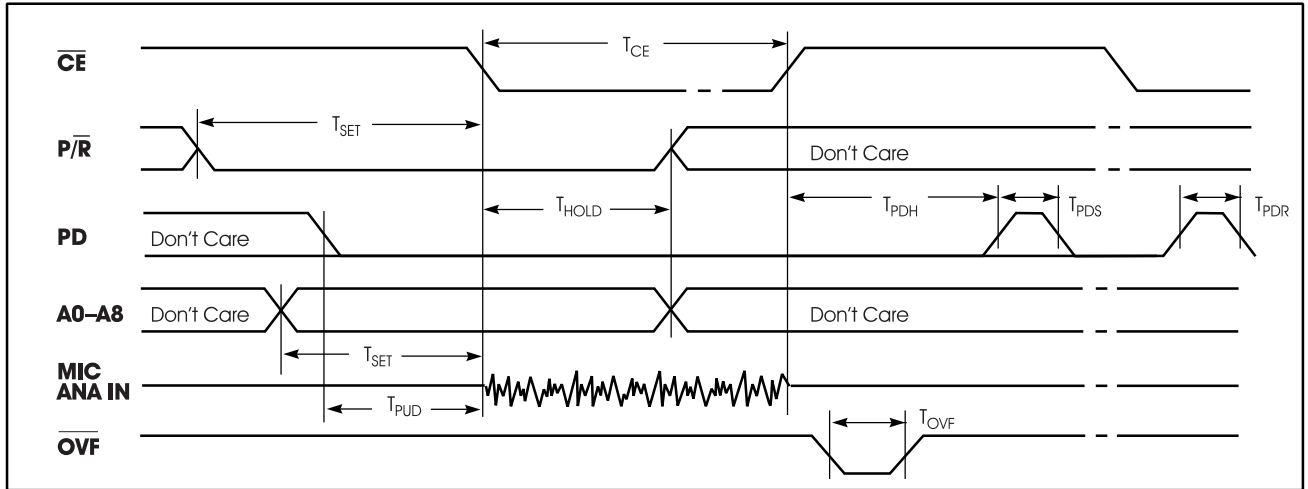 CE
T_CE
T_SET
P/R
Don't Care
T_HOLD
T_PDH
T_PDS
T_PDR
PD
Don't Care
A0–A8
Don't Care
Don't Care
T_SET
MIC
ANA IN
T_PUD
T_OVF
OVF